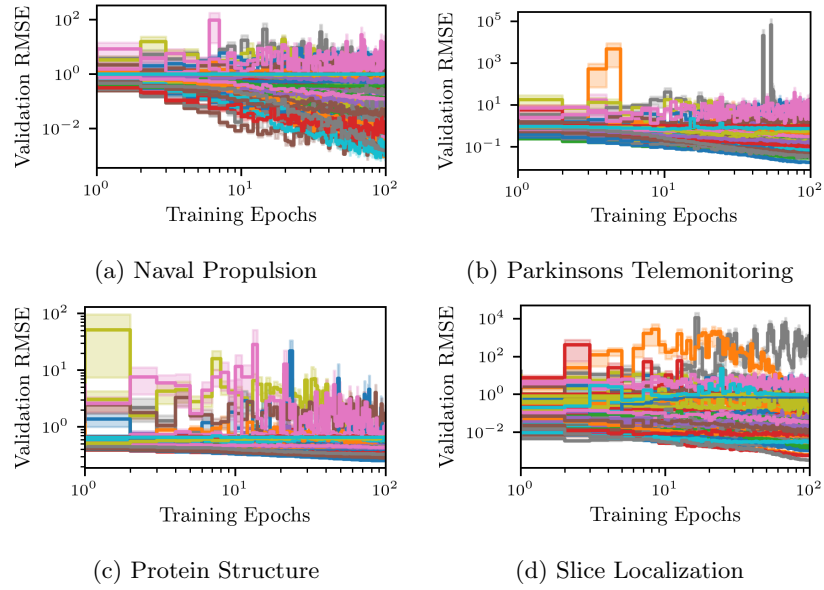 Validation RMSE
10^2
10^0
10^-2
10^0
10^1
10^2
Training Epochs
(a) Naval Propulsion
Validation RMSE
10^5
10^3
10^1
10^-1
10^0
10^1
10^2
Training Epochs
(b) Parkinsons Telemonitoring
Validation RMSE
10^2
10^1
10^0
10^0
10^1
10^2
Training Epochs
(c) Protein Structure
Validation RMSE
10^4
10^2
10^0
10^-2
10^0
10^1
10^2
Training Epochs
(d) Slice Localization